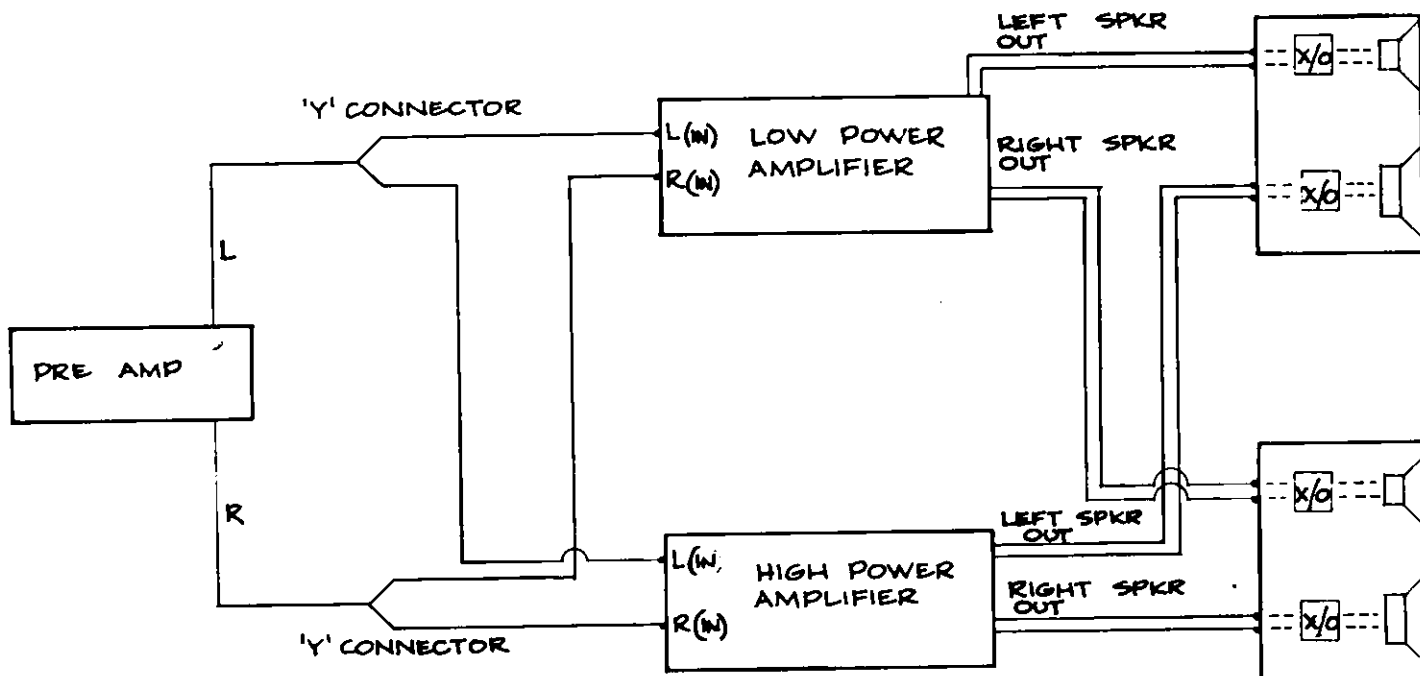 LEFT SPKR
OUT
X/O
'Y' CONNECTOR
L(IN)
LOW POWER
AMPLIFIER
R(IN)
RIGHT SPKR
OUT
X/O
L
PRE AMP
R
X/O
LEFT SPKR
OUT
L(IN
HIGH POWER
AMPLIFIER
R(IN)
RIGHT SPKR
OUT
X/O
'Y' CONNECTOR